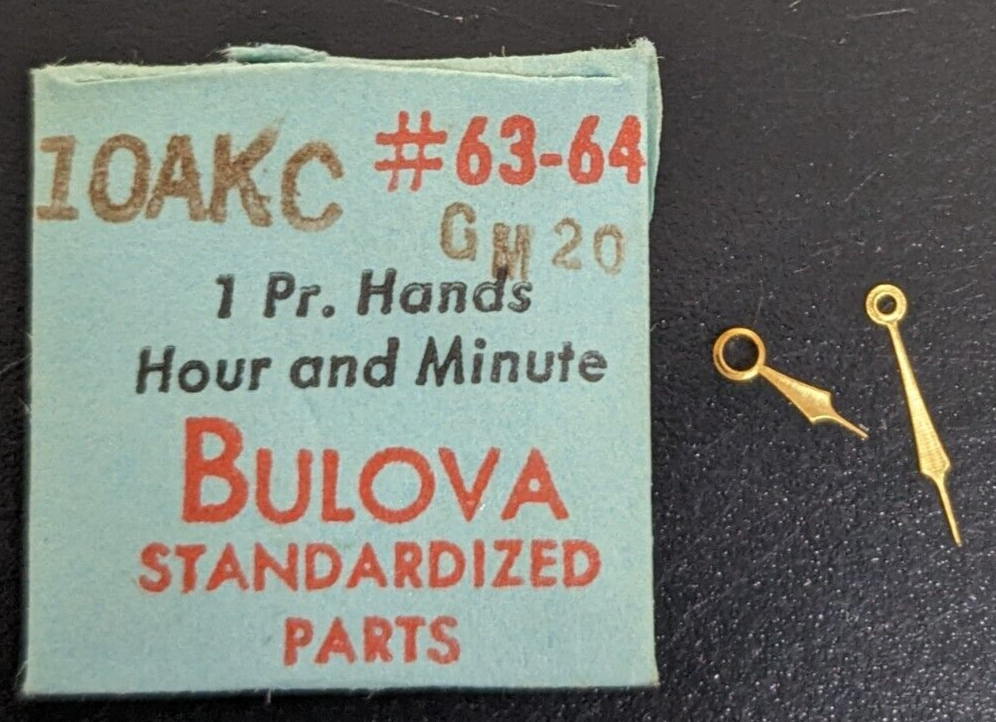 10AKC #63-64
GM 20
1 Pr. Hands
Hour and Minute
BULOVA
STANDARDIZED
PARTS